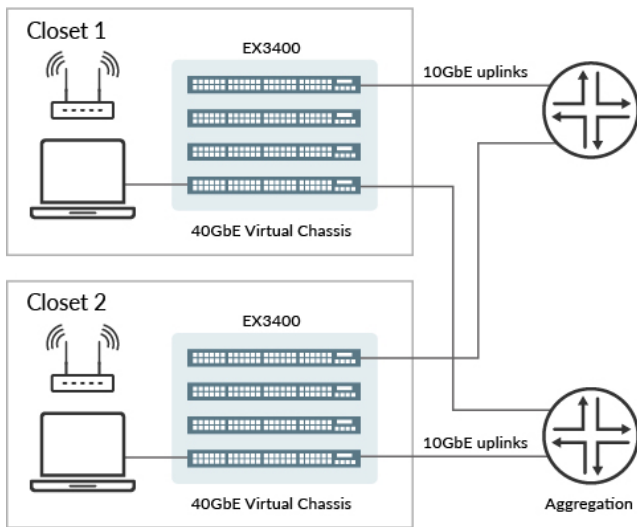 Closet 1
EX3400
10GbE uplinks
40GbE Virtual Chassis
Closet 2
EX3400
10GbE uplinks
40GbE Virtual Chassis
Aggregation